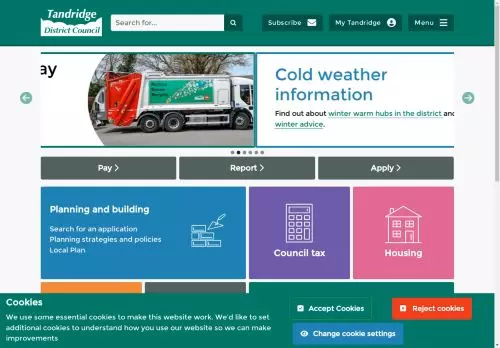 Tandridge
District Council
Search for...
Subscribe
My Tandridge
Menu
ay
Cold weather
information
Find out about winter warm hubs in the district and
winter advice.
Pay
Report
Apply
Planning and building
Search for an application
Planning strategies and policies
Local Plan
Council tax
Housing
Cookies
We use some essential cookies to make this website work. We'd like to set
additional cookies to understand how you use our website so we can make
improvements
Accept Cookies
Reject cookies
Change cookie settings